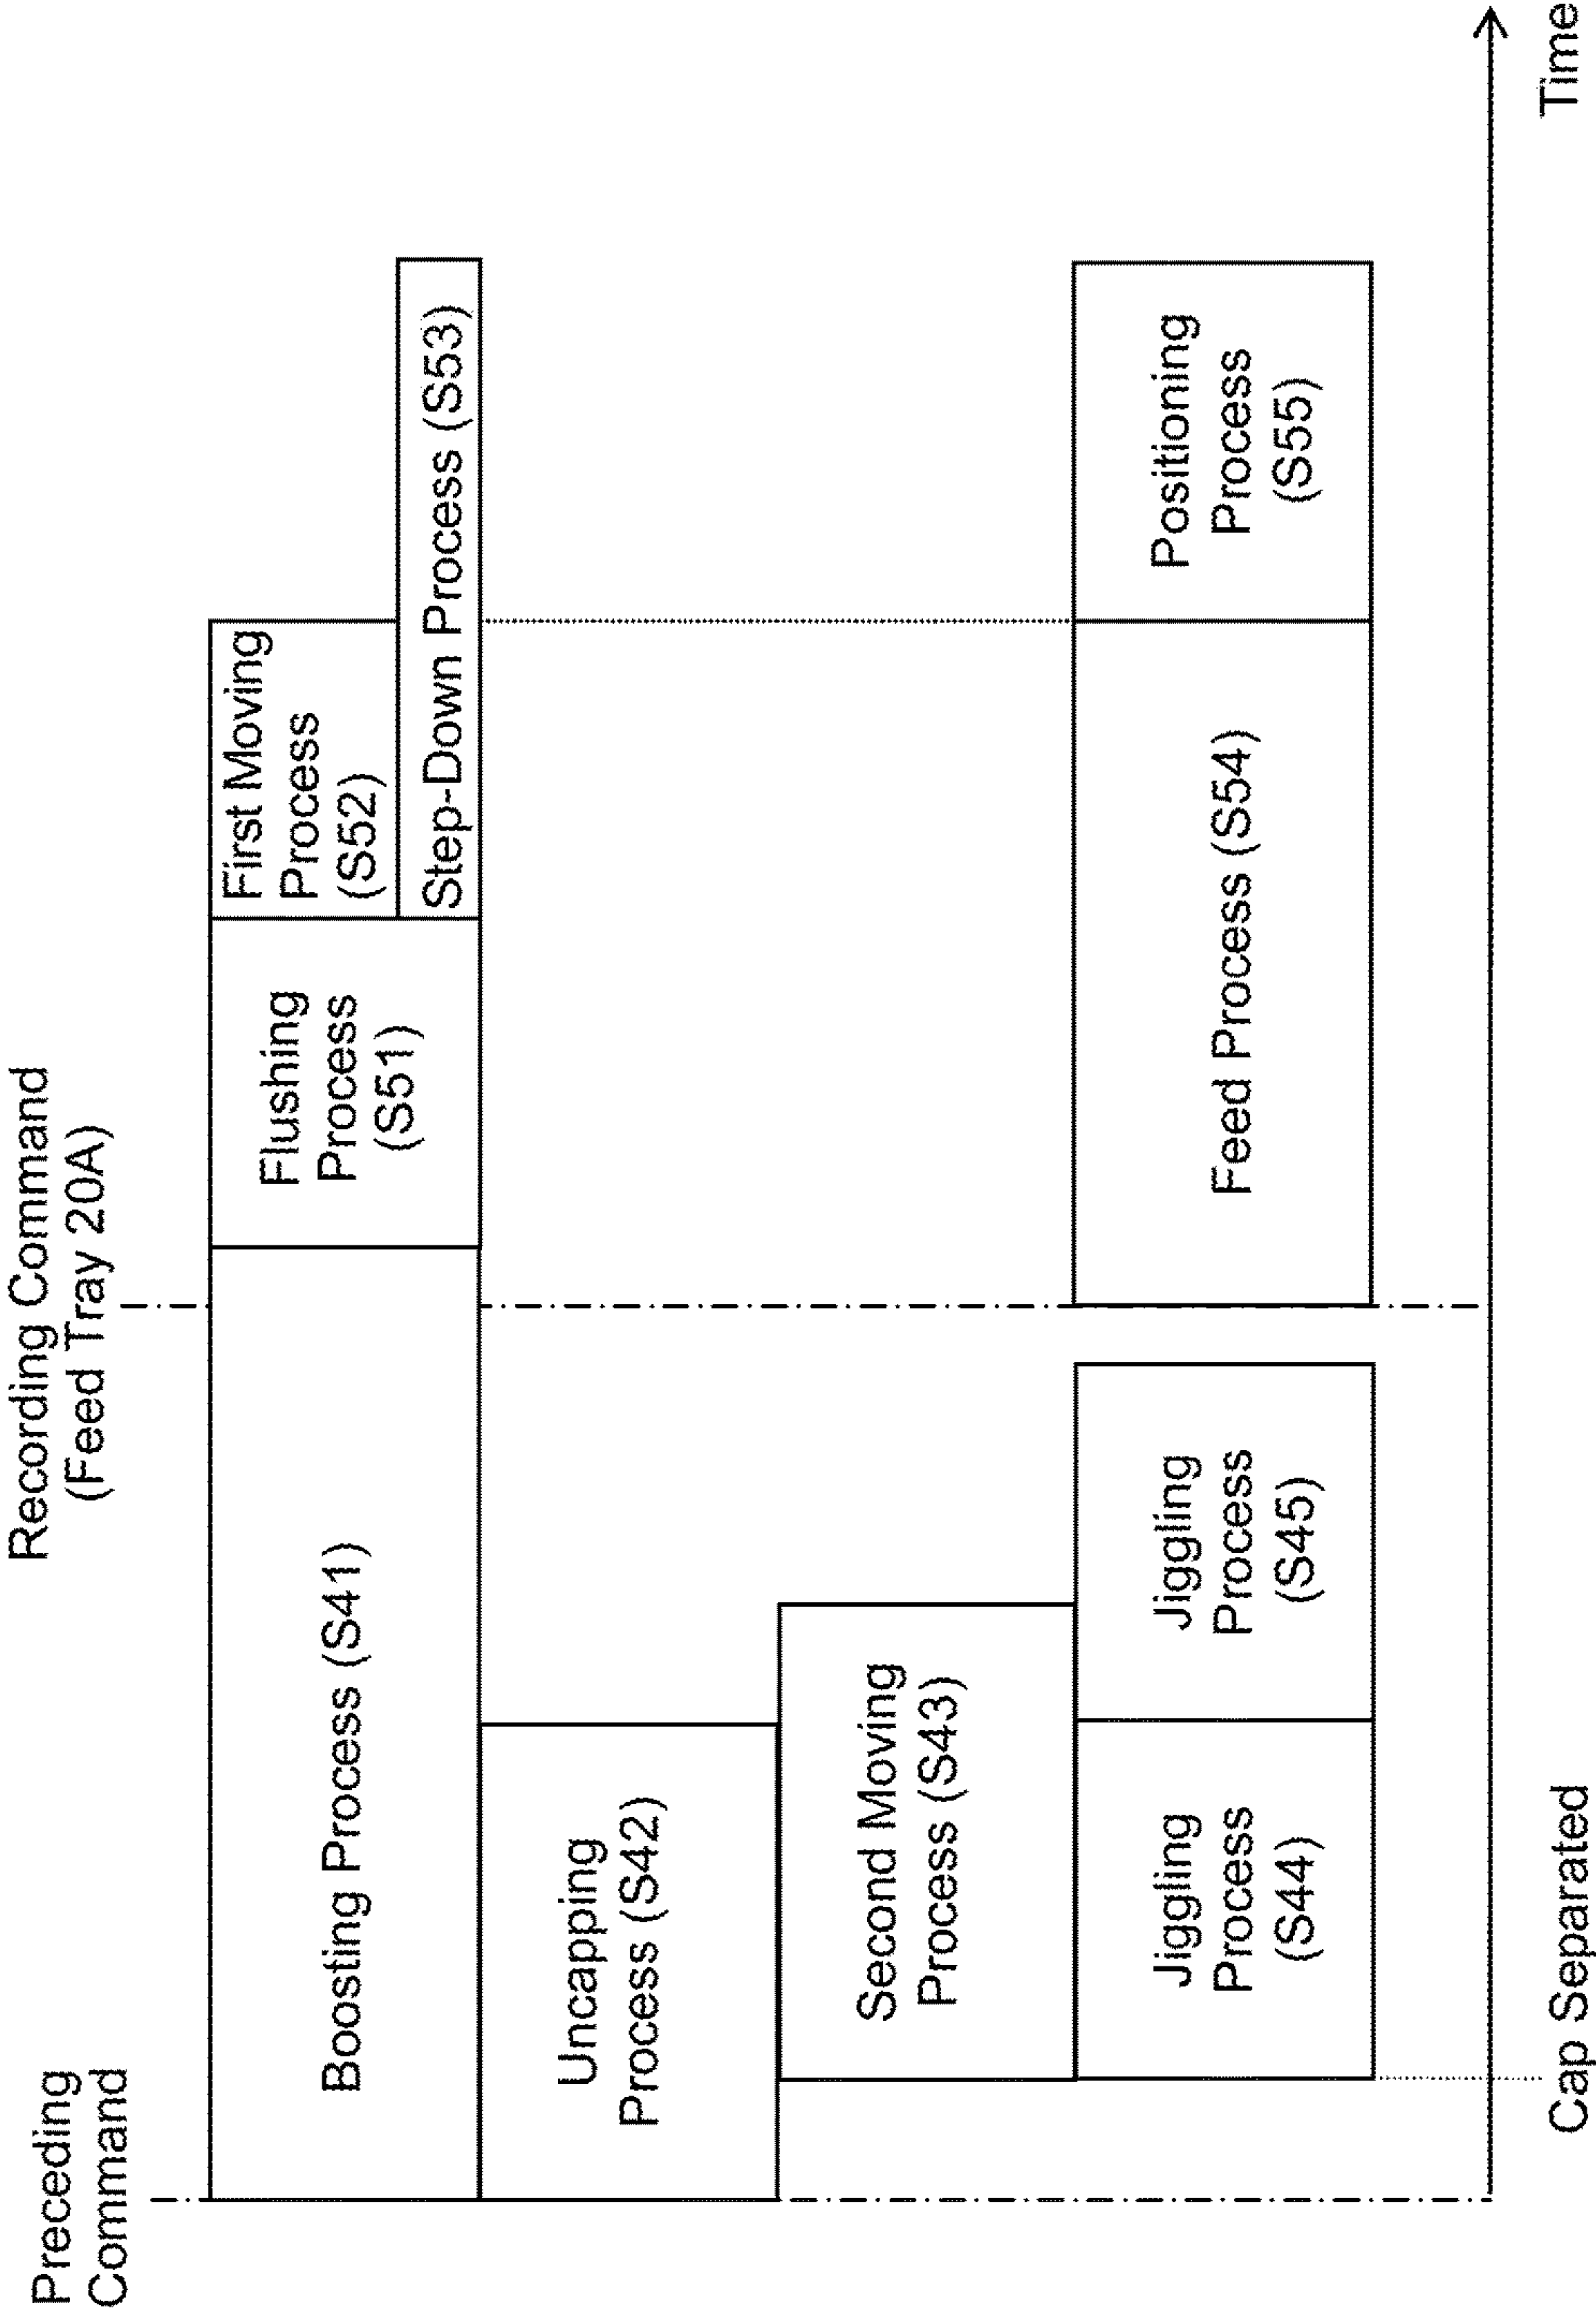 Preceding
Command
Recording Command
(Feed Tray 20A)
Boosting Process (S41)
Flushing
Process
(S51)
First Moving
Process
(S52)
Step-Down Process (S53)
Uncapping
Process (S42)
Second Moving
Process (S43)
Jiggling
Process
(S44)
Jiggling
Process
(S45)
Feed Process (S54)
Positioning
Process
(S55)
Cap Separated
Time